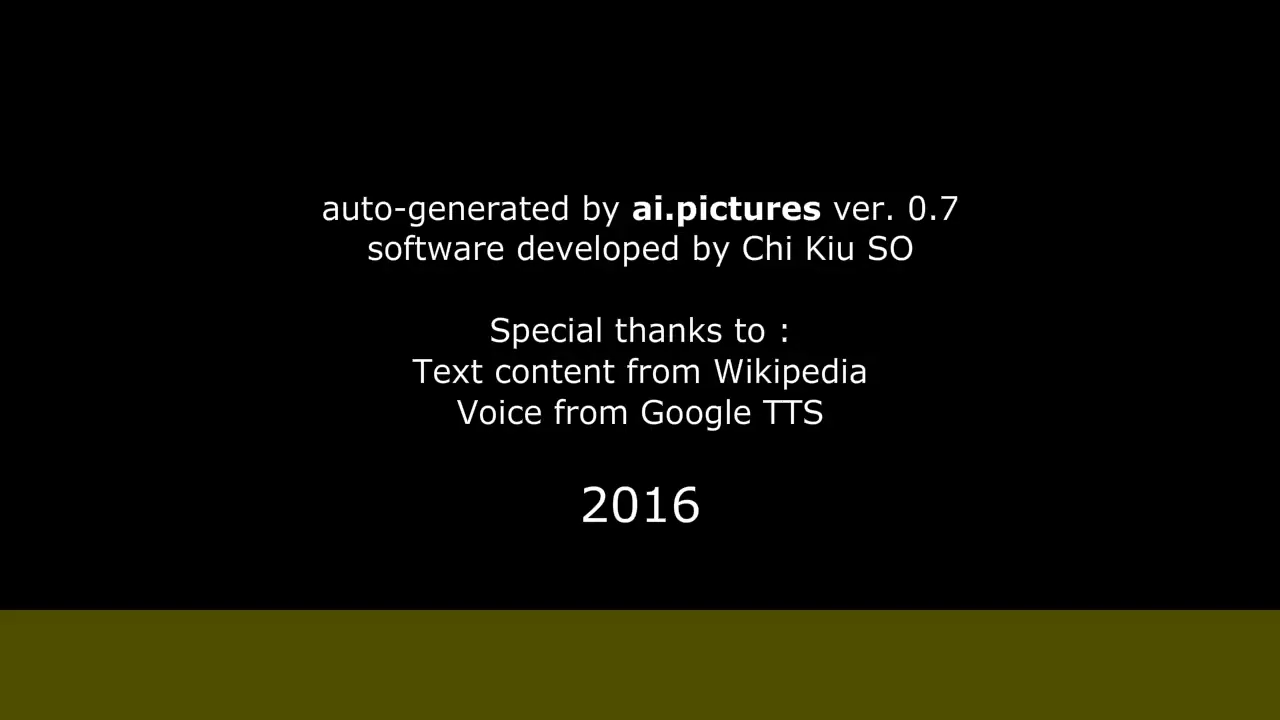 auto-generated by ai.pictures ver. 0.7
software developed by Chi Kiu SO
Special thanks to :
Text content from Wikipedia
Voice from Google TTS
2016